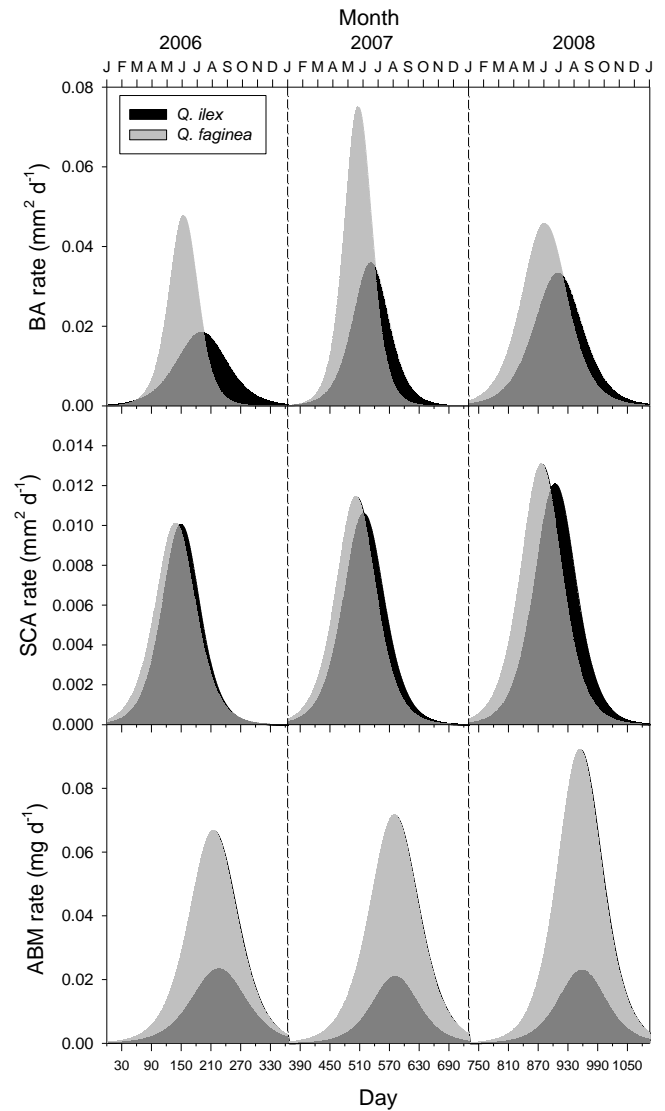 Month
2006 2007 2008
J F M A M J J A S O N D J F M A M J J A S O N D J F M A M J J A S O N D J
Q. ilex
Q. faginea
BA rate (mm² d⁻¹)
0.08
0.06
0.04
0.02
0.00
SCA rate (mm² d⁻¹)
0.014
0.012
0.010
0.008
0.006
0.004
0.002
0.000
ABM rate (mg d⁻¹)
0.08
0.06
0.04
0.02
0.00
30 90 150 210 270 330 390 450 510 570 630 690 750 810 870 930 990 1050
Day